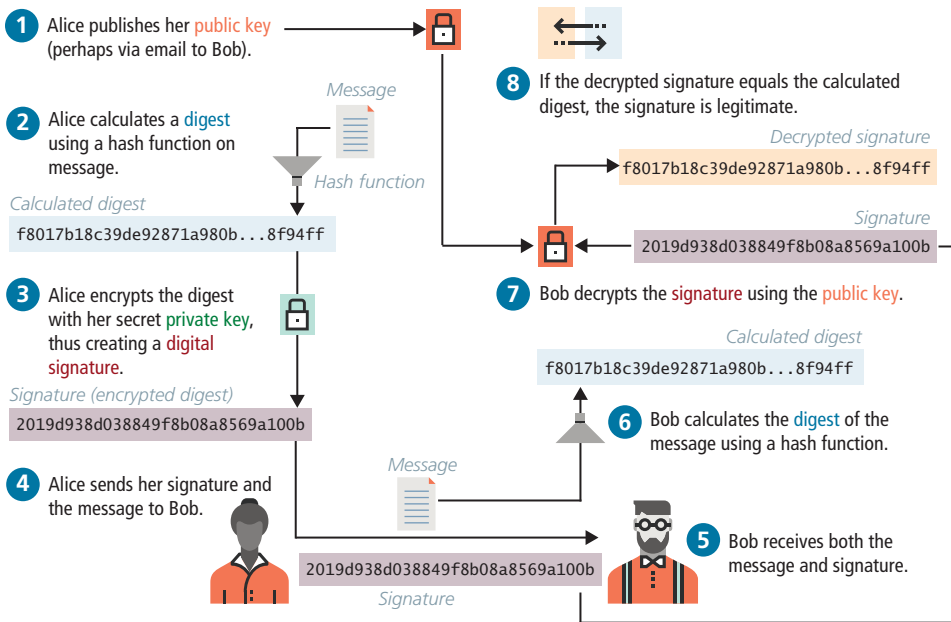 1
Alice publishes her public key
(perhaps via email to Bob).
2
Alice calculates a digest
using a hash function on
message.
Message
Hash function
Calculated digest
f8017b18c39de92871a980b...8f94ff
3
Alice encrypts the digest
with her secret private key,
thus creating a digital
signature.
Signature (encrypted digest)
2019d938d038849f8b08a8569a100b
4
Alice sends her signature and
the message to Bob.
Message
2019d938d038849f8b08a8569a100b
Signature
5
Bob receives both the
message and signature.
6
Bob calculates the digest of the
message using a hash function.
Calculated digest
f8017b18c39de92871a980b...8f94ff
7
Bob decrypts the signature using the public key.
Signature
2019d938d038849f8b08a8569a100b
Decrypted signature
f8017b18c39de92871a980b...8f94ff
8
If the decrypted signature equals the calculated
digest, the signature is legitimate.